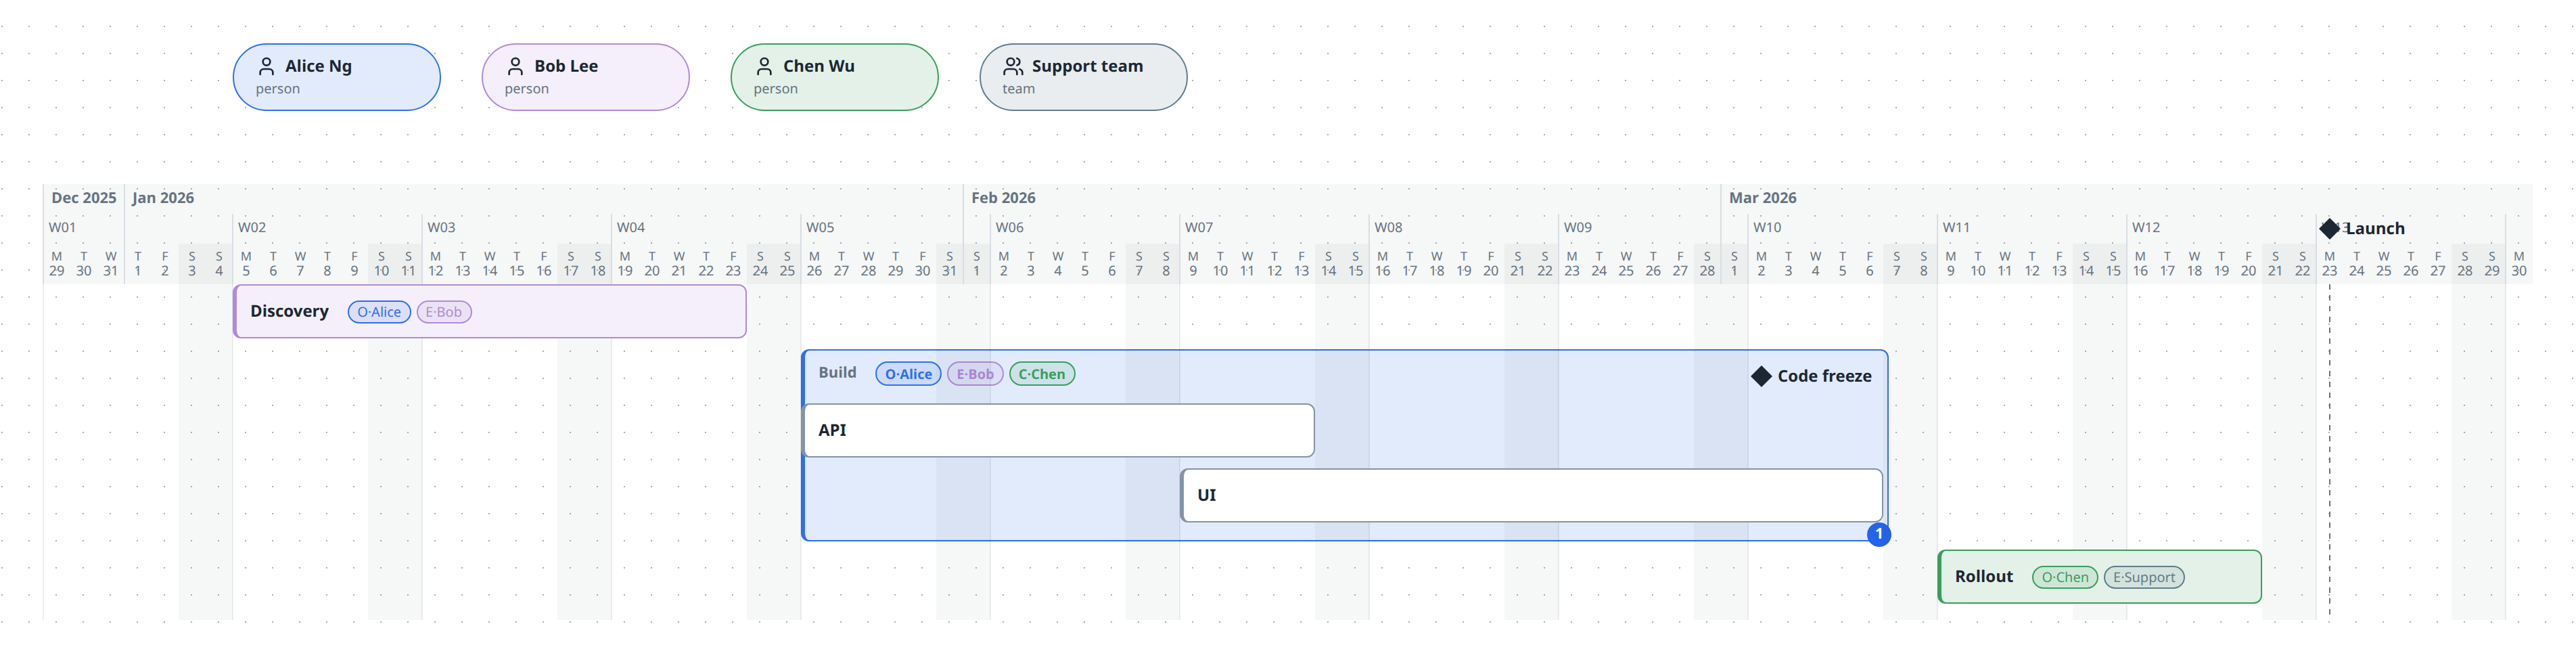 Alice Ng
person
Bob Lee
person
Chen Wu
person
Support team
team
Dec 2025 Jan 2026 Feb 2026 Mar 2026
W01 W02 W03 W04 W05 W06 W07 W08 W09 W10 W11 W12 Launch
M T W T F S S M T W T F S S M T W T F S S M T W T F S S M T W T F S S M T W T F S S M T W T F S S M T W T F S S M T W T F S S M T W T F S S M T W T F S S M T W T F S S M T W T F S S M
29 30 31 1 2 3 4 5 6 7 8 9 10 11 12 13 14 15 16 17 18 19 20 21 22 23 24 25 26 27 28 29 30 31 1 2 3 4 5 6 7 8 9 10 11 12 13 14 15 16 17 18 19 20 21 22 23 24 25 26 27 28 1 2 3 4 5 6 7 8 9 10 11 12 13 14 15 16 17 18 19 20 21 22 23 24 25 26 27 28 29 30
Discovery O·Alice E·Bob
Build O·Alice E·Bob C·Chen Code freeze
API
UI
1
Rollout O·Chen E·Support